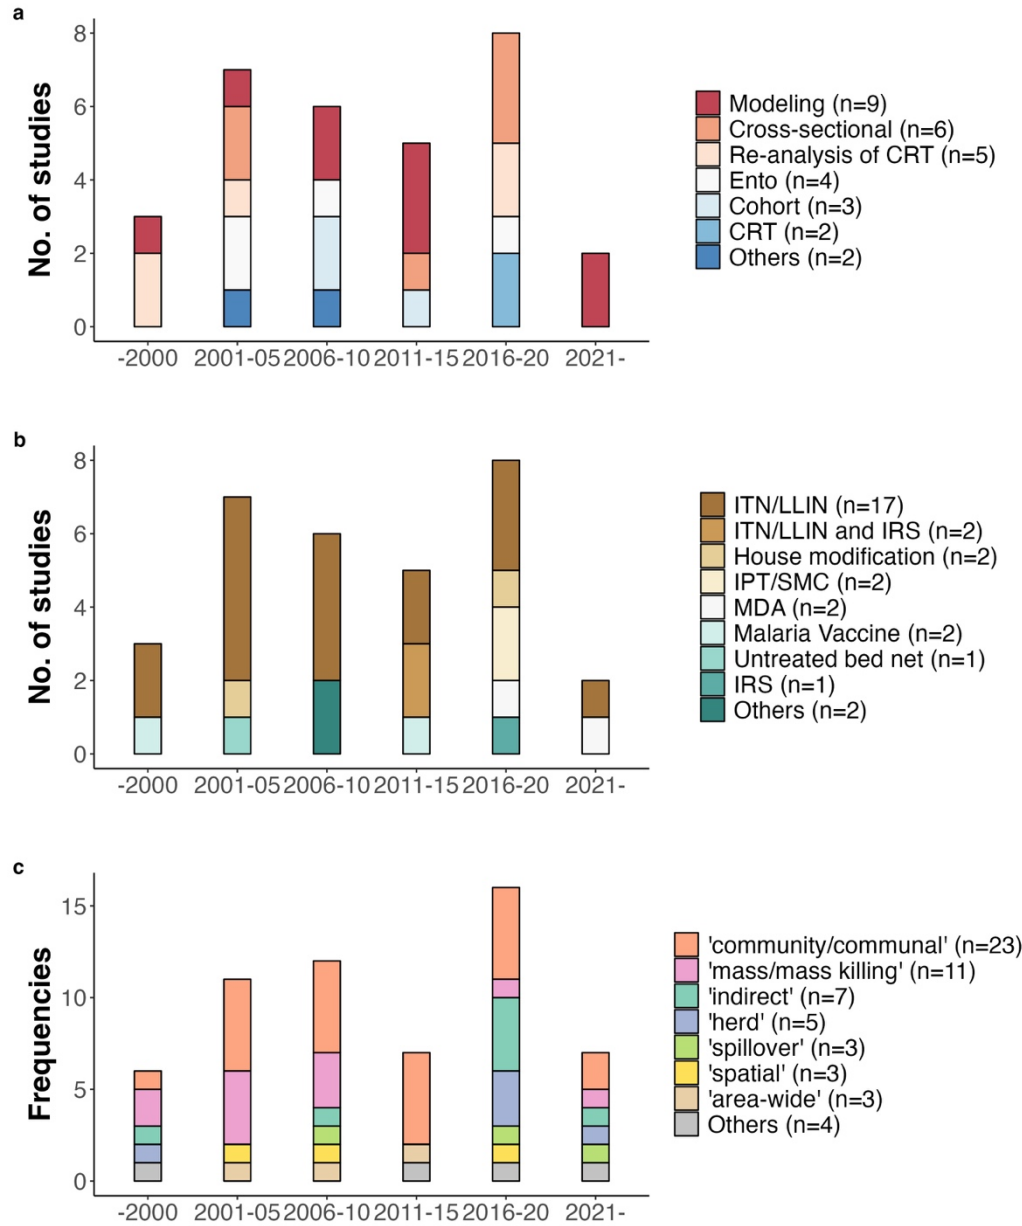 a
No. of studies
8
6
4
2
0
-2000 2001-05 2006-10 2011-15 2016-20 2021-
Modeling (n=9)
Cross-sectional (n=6)
Re-analysis of CRT (n=5)
Ento (n=4)
Cohort (n=3)
CRT (n=2)
Others (n=2)
b
No. of studies
8
6
4
2
0
-2000 2001-05 2006-10 2011-15 2016-20 2021-
ITN/LLIN (n=17)
ITN/LLIN and IRS (n=2)
House modification (n=2)
IPT/SMC (n=2)
MDA (n=2)
Malaria Vaccine (n=2)
Untreated bed net (n=1)
IRS (n=1)
Others (n=2)
c
Frequencies
15
10
5
0
-2000 2001-05 2006-10 2011-15 2016-20 2021-
'community/communal' (n=23)
'mass/mass killing' (n=11)
'indirect' (n=7)
'herd' (n=5)
'spillover' (n=3)
'spatial' (n=3)
'area-wide' (n=3)
Others (n=4)